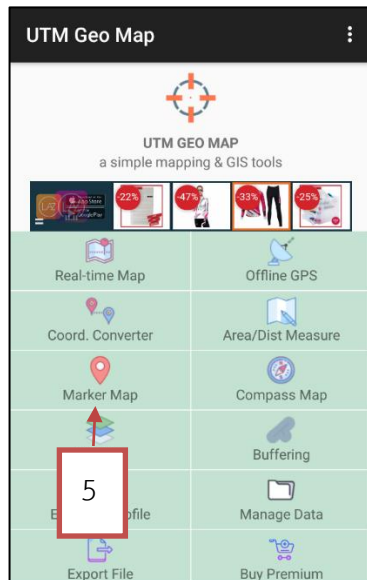 UTM Geo Map
UTM GEO MAP
a simple mapping & GIS tools
-22% -47% -33% -25%
Real-time Map Offline GPS
Coord. Converter Area/Dist Measure
Marker Map Compass Map
Buffering
5
Manage Data
Export File Buy Premium